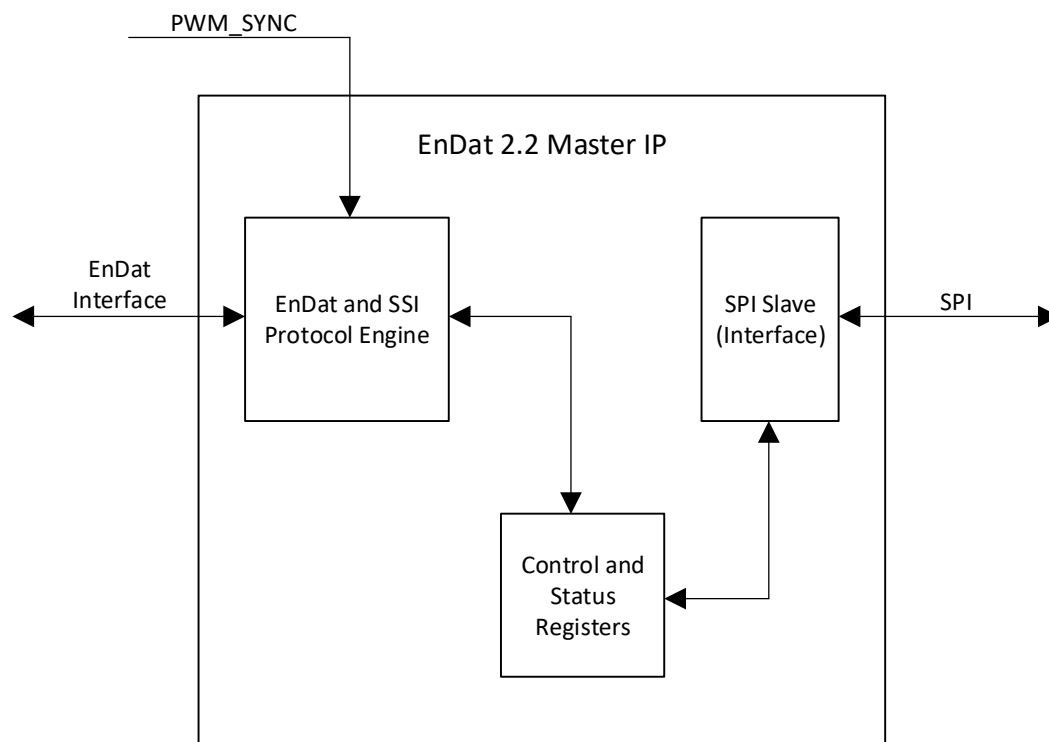 PWM_SYNC
EnDat 2.2 Master IP
EnDat
Interface
EnDat and SSI
Protocol Engine
SPI Slave
(Interface)
SPI
Control and
Status
Registers